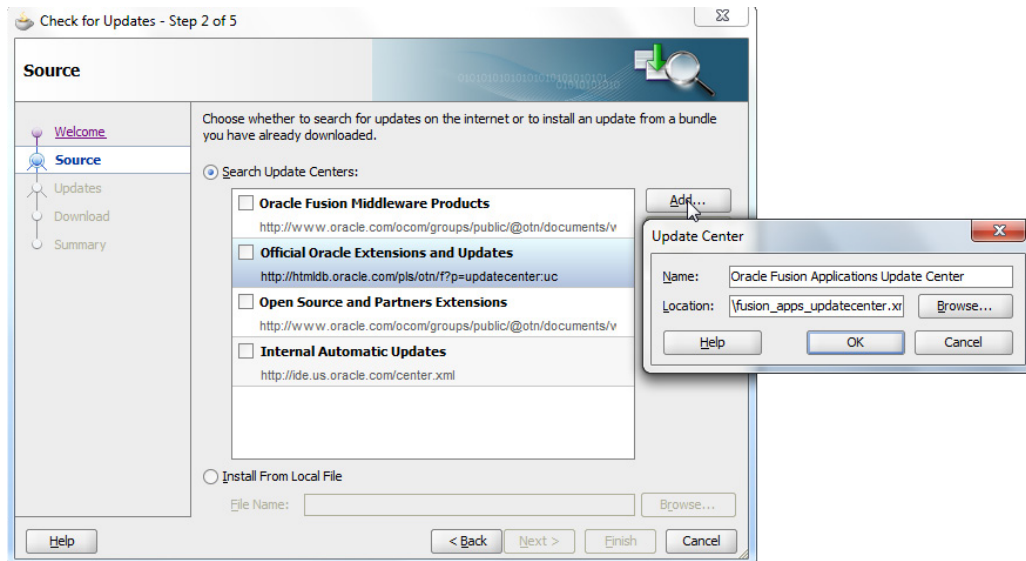 Check for Updates - Step 2 of 5
Source
Welcome
Source
Updates
Download
Summary
Choose whether to search for updates on the internet or to install an update from a bundle
you have already downloaded.
Search Update Centers:
Oracle Fusion Middleware Products
http://www.oracle.com/ocom/groups/public/@otn/documents/v
Official Oracle Extensions and Updates
http://htmldb.oracle.com/pls/otn/f?p=updatecenter:uc
Open Source and Partners Extensions
http://www.oracle.com/ocom/groups/public/@otn/documents/v
Internal Automatic Updates
http://ide.us.oracle.com/center.xml
Add...
Update Center
Name: Oracle Fusion Applications Update Center
Location: \fusion_apps_updatecenter.xr Browse...
Help OK Cancel
Install From Local File
File Name: Browse...
Help < Back Next > Finish Cancel